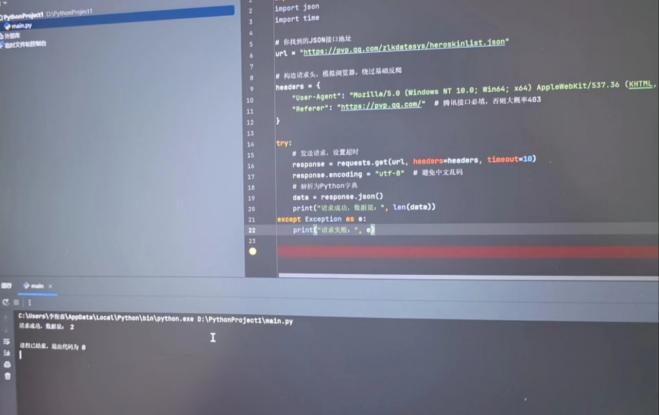 PythonProject1 D:\PythonProject1
main.py
外部库
临时文件和控制台
import json
import time
# 你找到的JSON接口地址
url = "https://pvp.qq.com/zlkdatasys/heroskinlist.json"
# 构造请求头，模拟浏览器，绕过基础反爬
headers = {
"User-Agent": "Mozilla/5.0 (Windows NT 10.0; Win64; x64) AppleWebKit/537.36 (KHTML,
"Referer": "https://pvp.qq.com/" # 腾讯接口必填，否则大概率403
}
try:
# 发送请求，设置超时
response = requests.get(url, headers=headers, timeout=10)
response.encoding = "utf-8" # 避免中文乱码
# 解析为Python字典
data = response.json()
print("请求成功，数据量：", len(data))
except Exception as e:
print("请求失败：", e)
main
C:\Users\李\AppData\Local\Python\bin\python.exe D:\PythonProject1\main.py
请求成功，数据量： 2
进程已结束，退出代码为 0